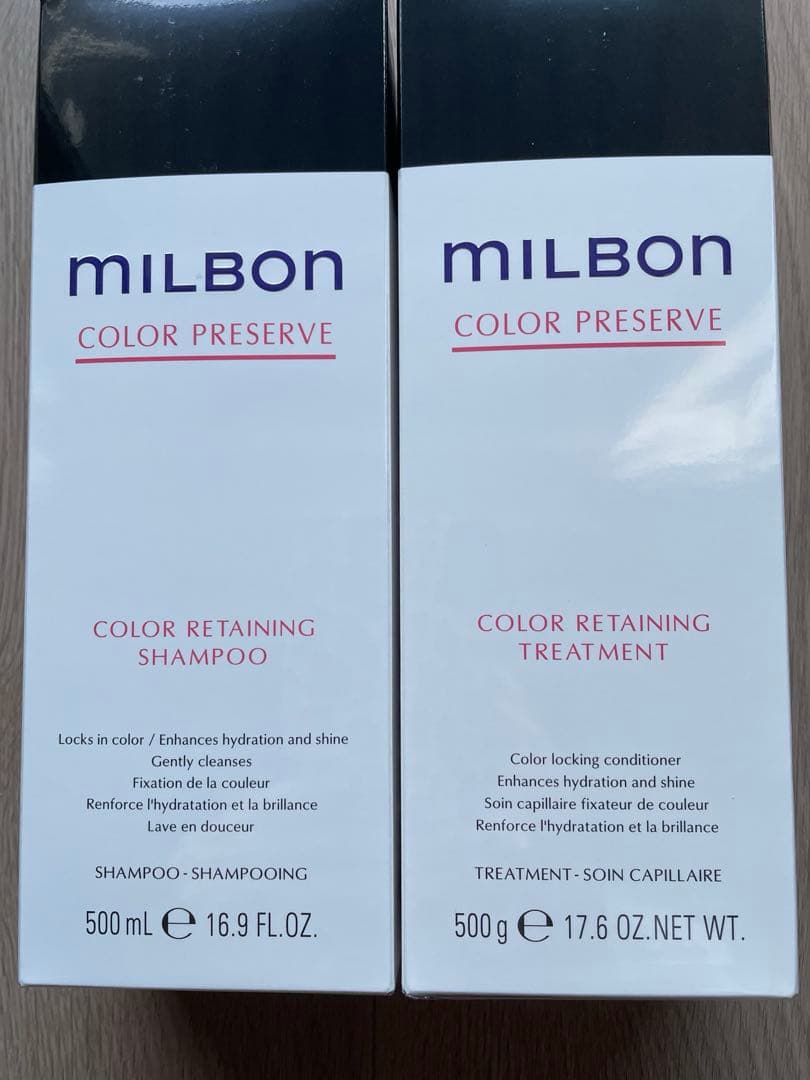 mILBOn
COLOR PRESERVE
COLOR RETAINING
SHAMPOO
Locks in color / Enhances hydration and shine
Gently cleanses
Fixation de la couleur
Renforce l'hydratation et la brillance
Lave en douceur
SHAMPOO - SHAMPOOING
500 mL ℮ 16.9 FL.OZ.
mILBOn
COLOR PRESERVE
COLOR RETAINING
TREATMENT
Color locking conditioner
Enhances hydration and shine
Soin capillaire fixateur de couleur
Renforce l'hydratation et la brillance
TREATMENT - SOIN CAPILLAIRE
500 g ℮ 17.6 OZ.NET WT.